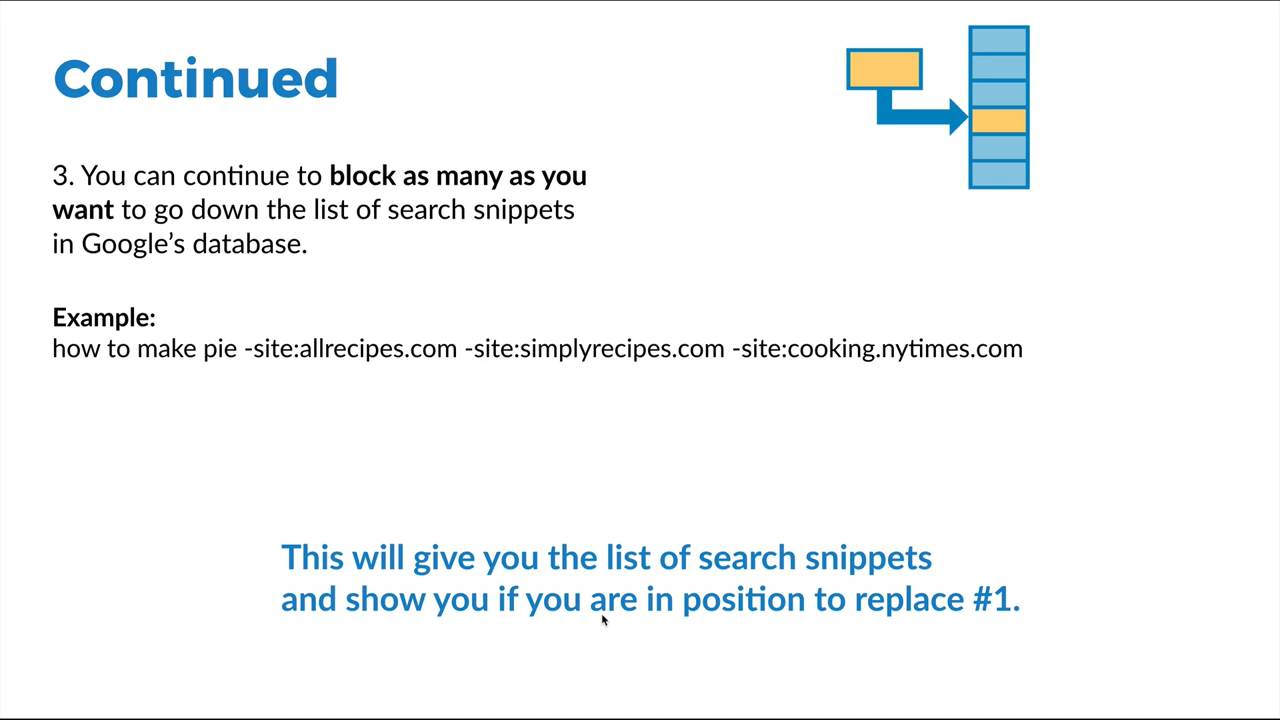 Continued
3. You can continue to block as many as you
want to go down the list of search snippets
in Google’s database.
Example:
how to make pie -site:allrecipes.com -site:simplyrecipes.com -site:cooking.nytimes.com
This will give you the list of search snippets
and show you if you are in position to replace #1.